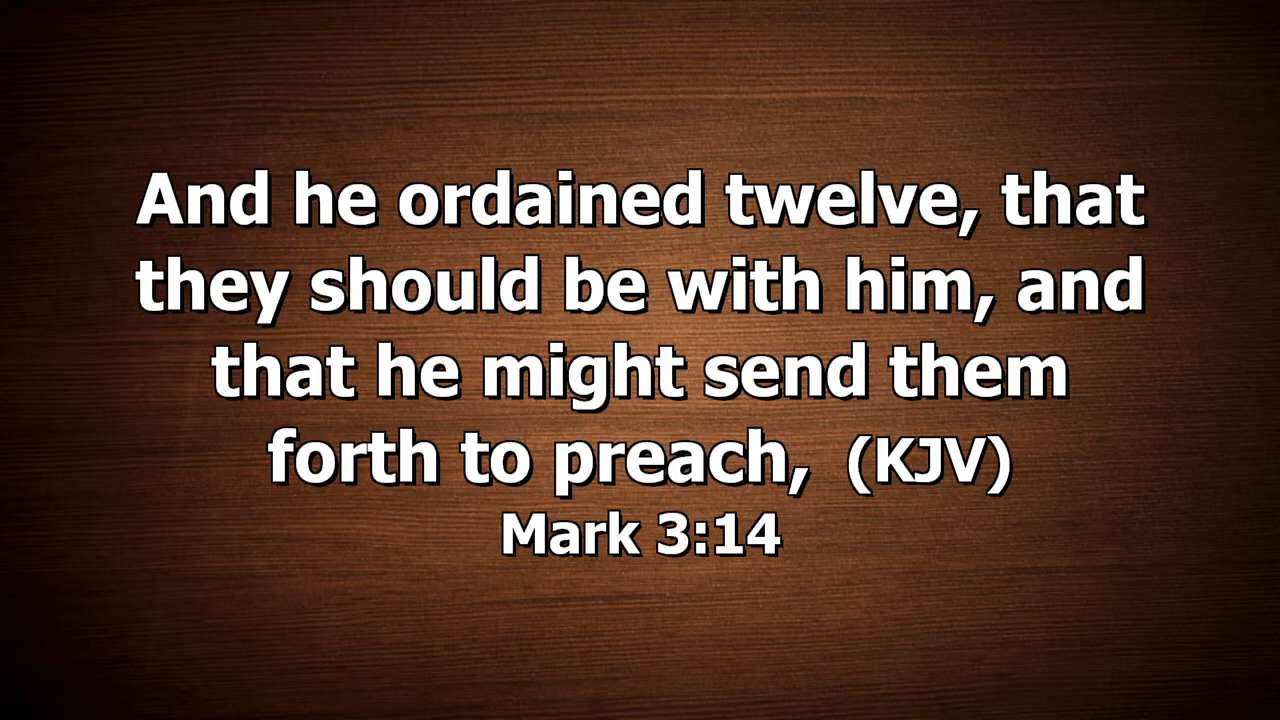 And he ordained twelve, that
they should be with him, and
that he might send them
forth to preach, (KJV)
Mark 3:14